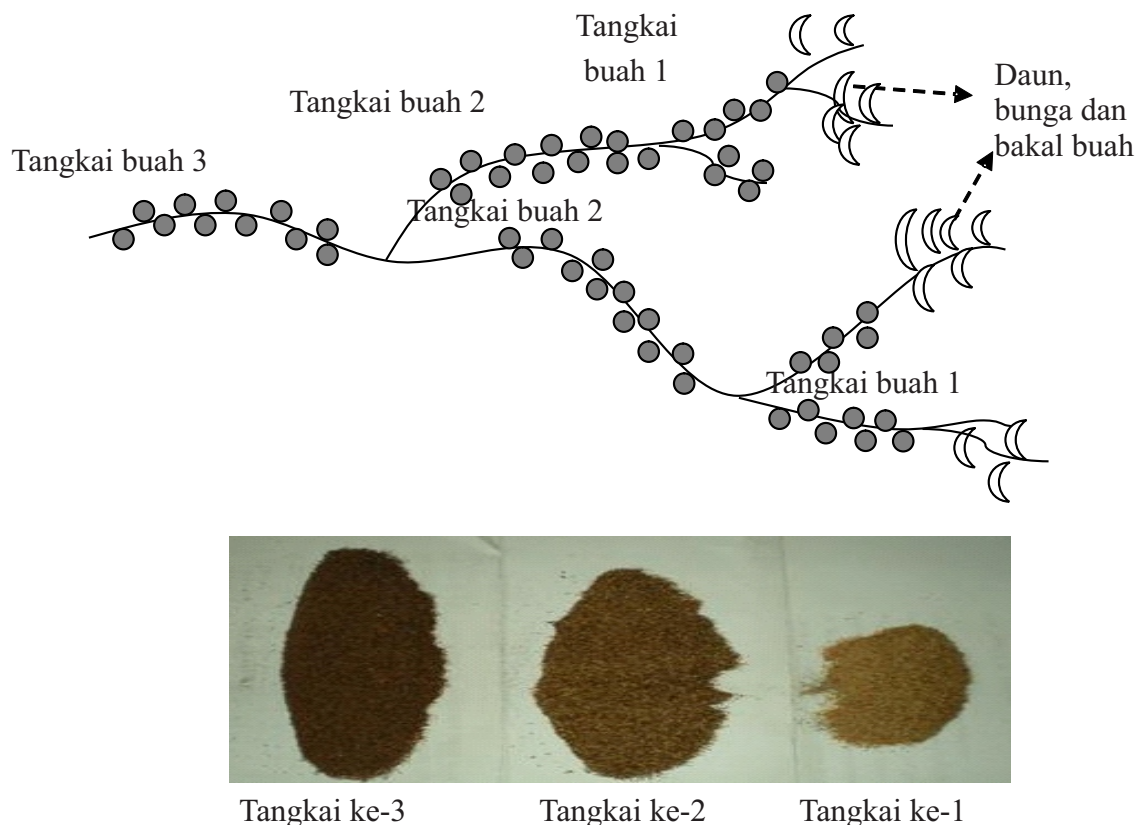 Tangkai
buah 1
Tangkai buah 2
Daun,
bunga dan
bakal buah
Tangkai buah 3
Tangkai buah 2
Tangkai buah 1
Tangkai ke-3
Tangkai ke-2
Tangkai ke-1